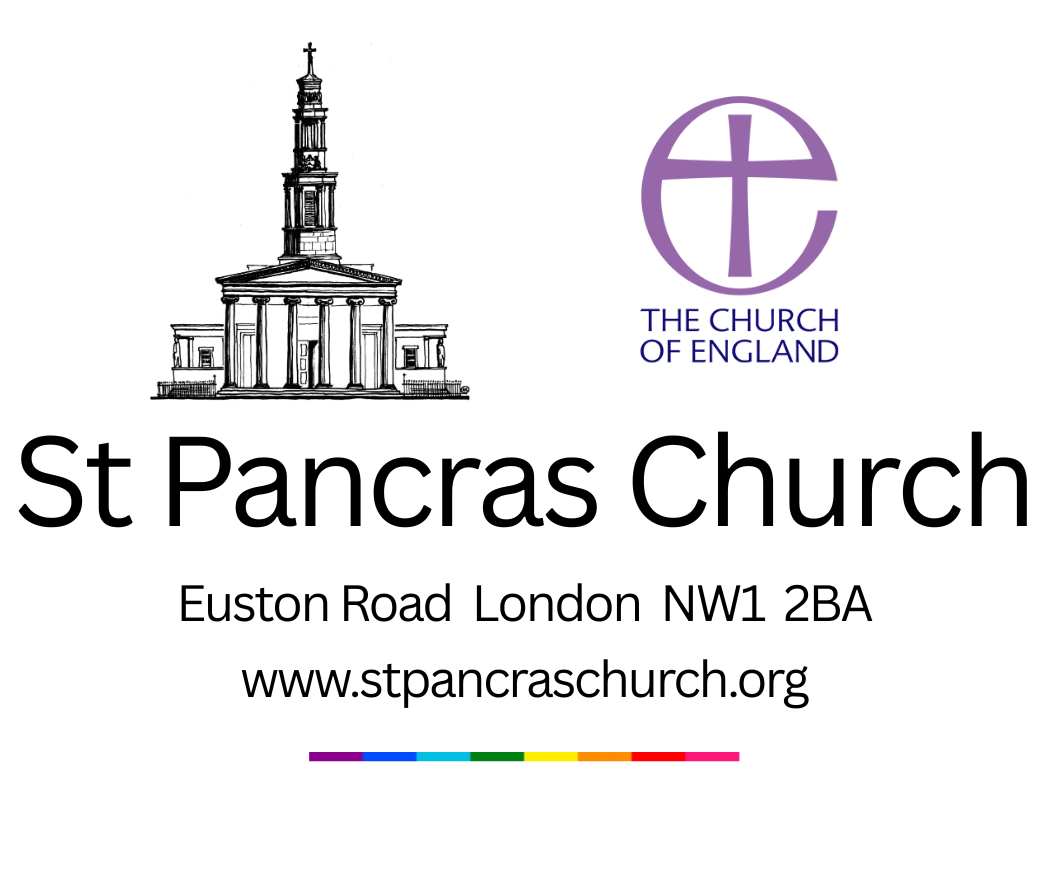 THE CHURCH
OF ENGLAND
St Pancras Church
Euston Road London NW1 2BA
www.stpancraschurch.org